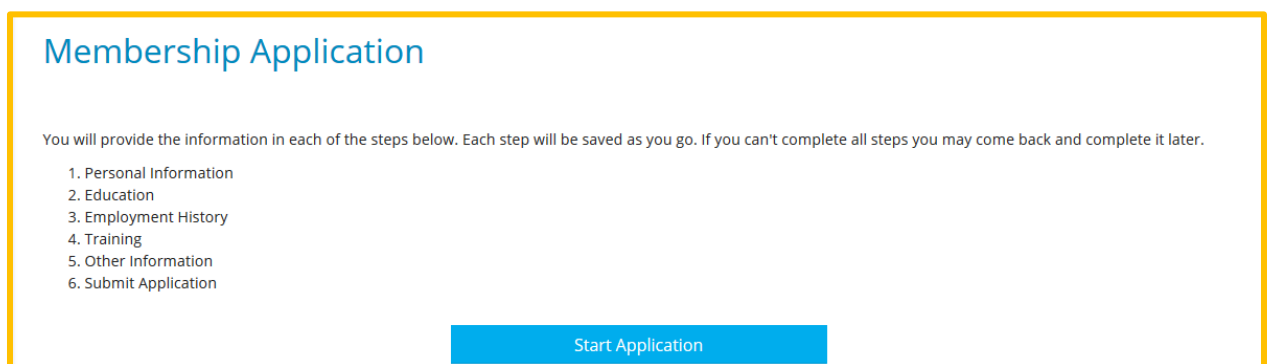 Membership Application
You will provide the information in each of the steps below. Each step will be saved as you go. If you can't complete all steps you may come back and complete it later.
1. Personal Information
2. Education
3. Employment History
4. Training
5. Other Information
6. Submit Application
Start Application